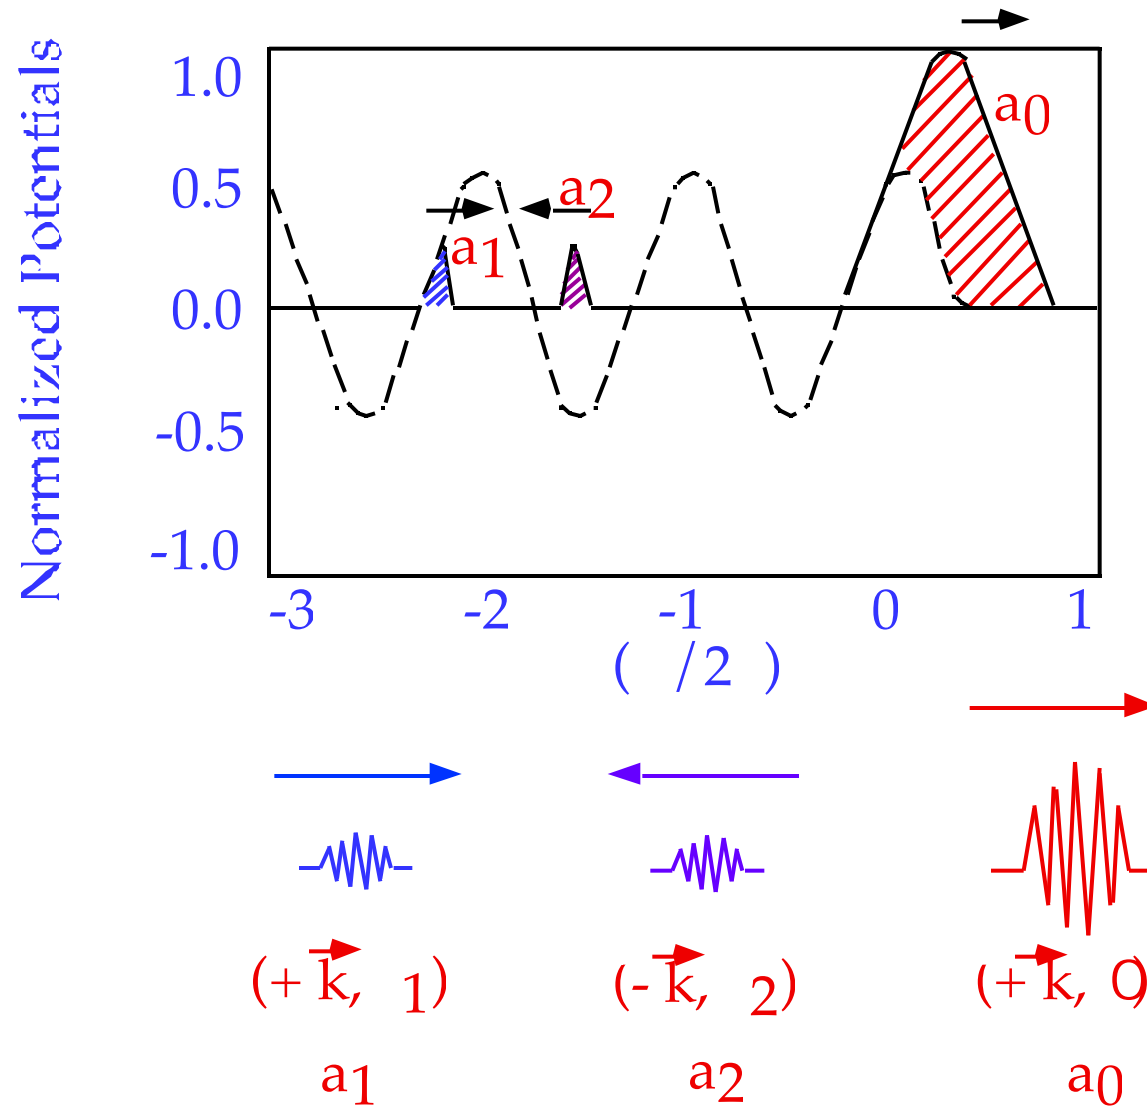 Normalized Potentials
1.0
0.5
0.0
-0.5
-1.0
a0
a2
a1
-3 -2 -1 0 1
( /2 )
(+ k, 1) (- k, 2) (+ k, 0)
a1 a2 a0